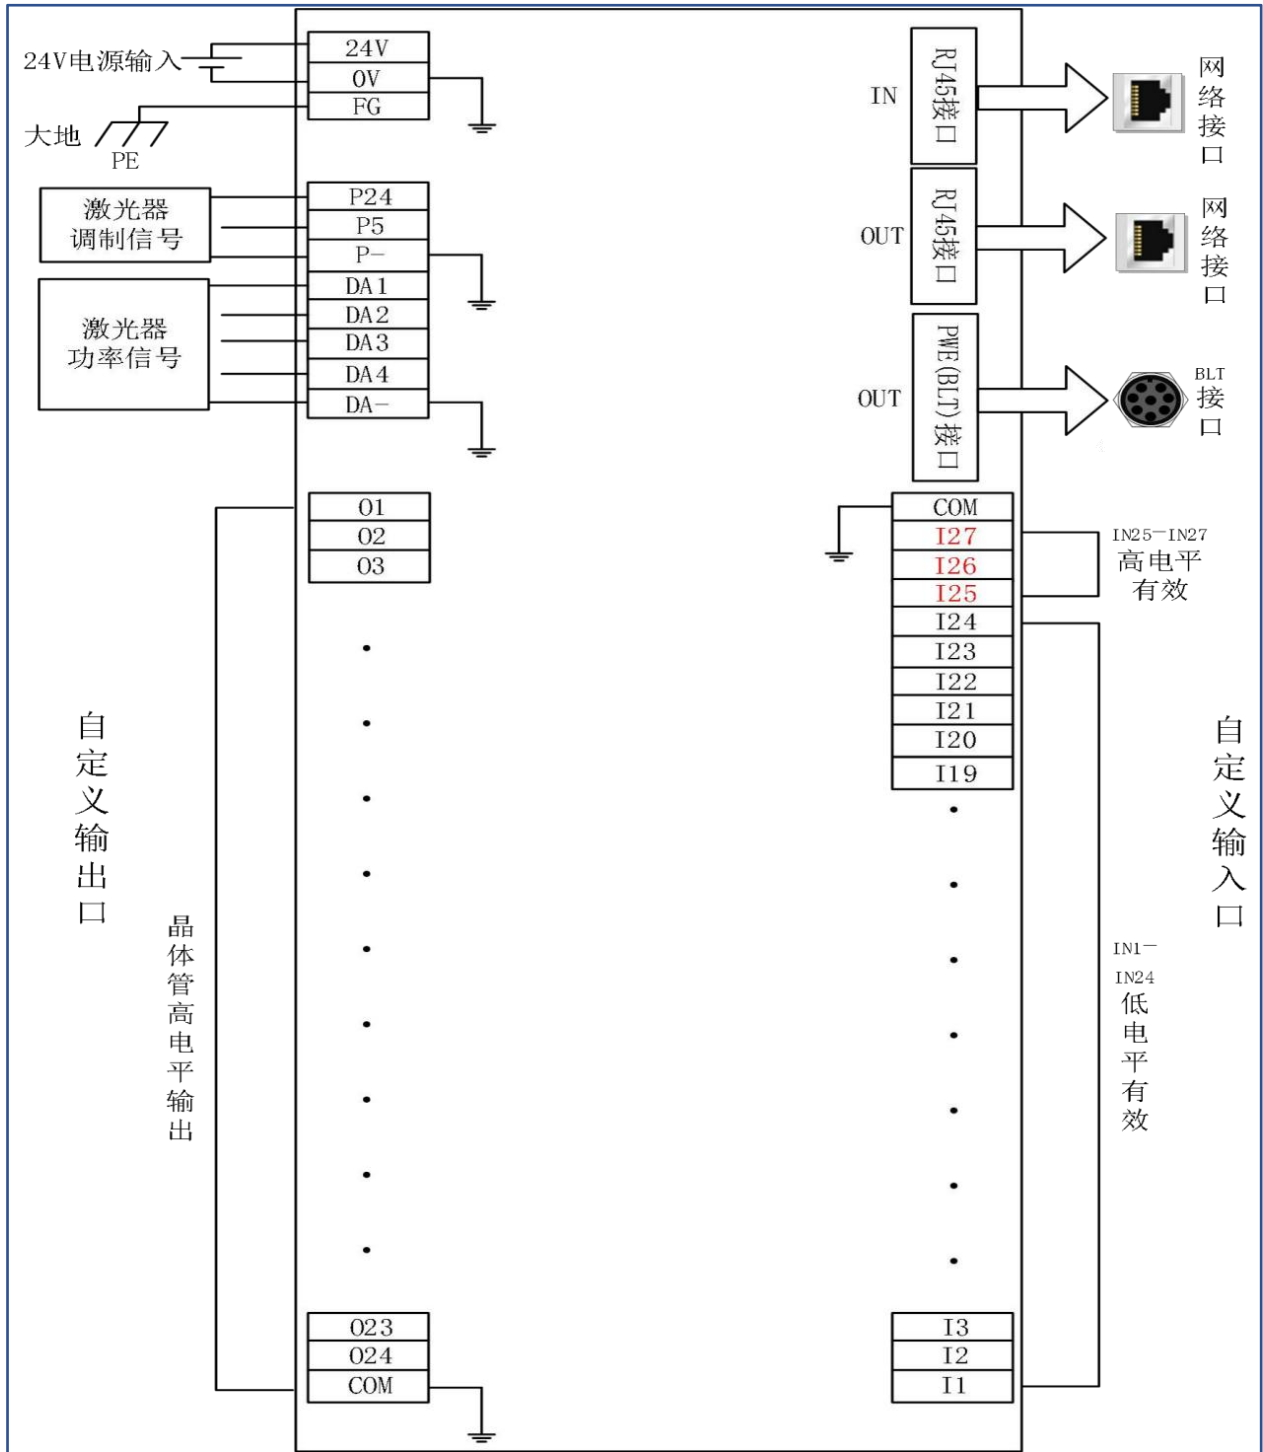 24V电源输入
24V
0V
FG
大地
PE
激光器
调制信号
P24
P5
P-
激光器
功率信号
DA1
DA2
DA3
DA4
DA-
O1
O2
O3
自定义输出口
晶体管高电平输出
O23
O24
COM
IN
RJ45接口
网络接口
OUT
RJ45接口
网络接口
OUT
PWE(BLT)接口
BLT
接口
COM
I27
I26
I25
I24
I23
I22
I21
I20
I19
IN25-IN27
高电平
有效
自定义输入口
IN1-
IN24
低电平有效
I3
I2
I1